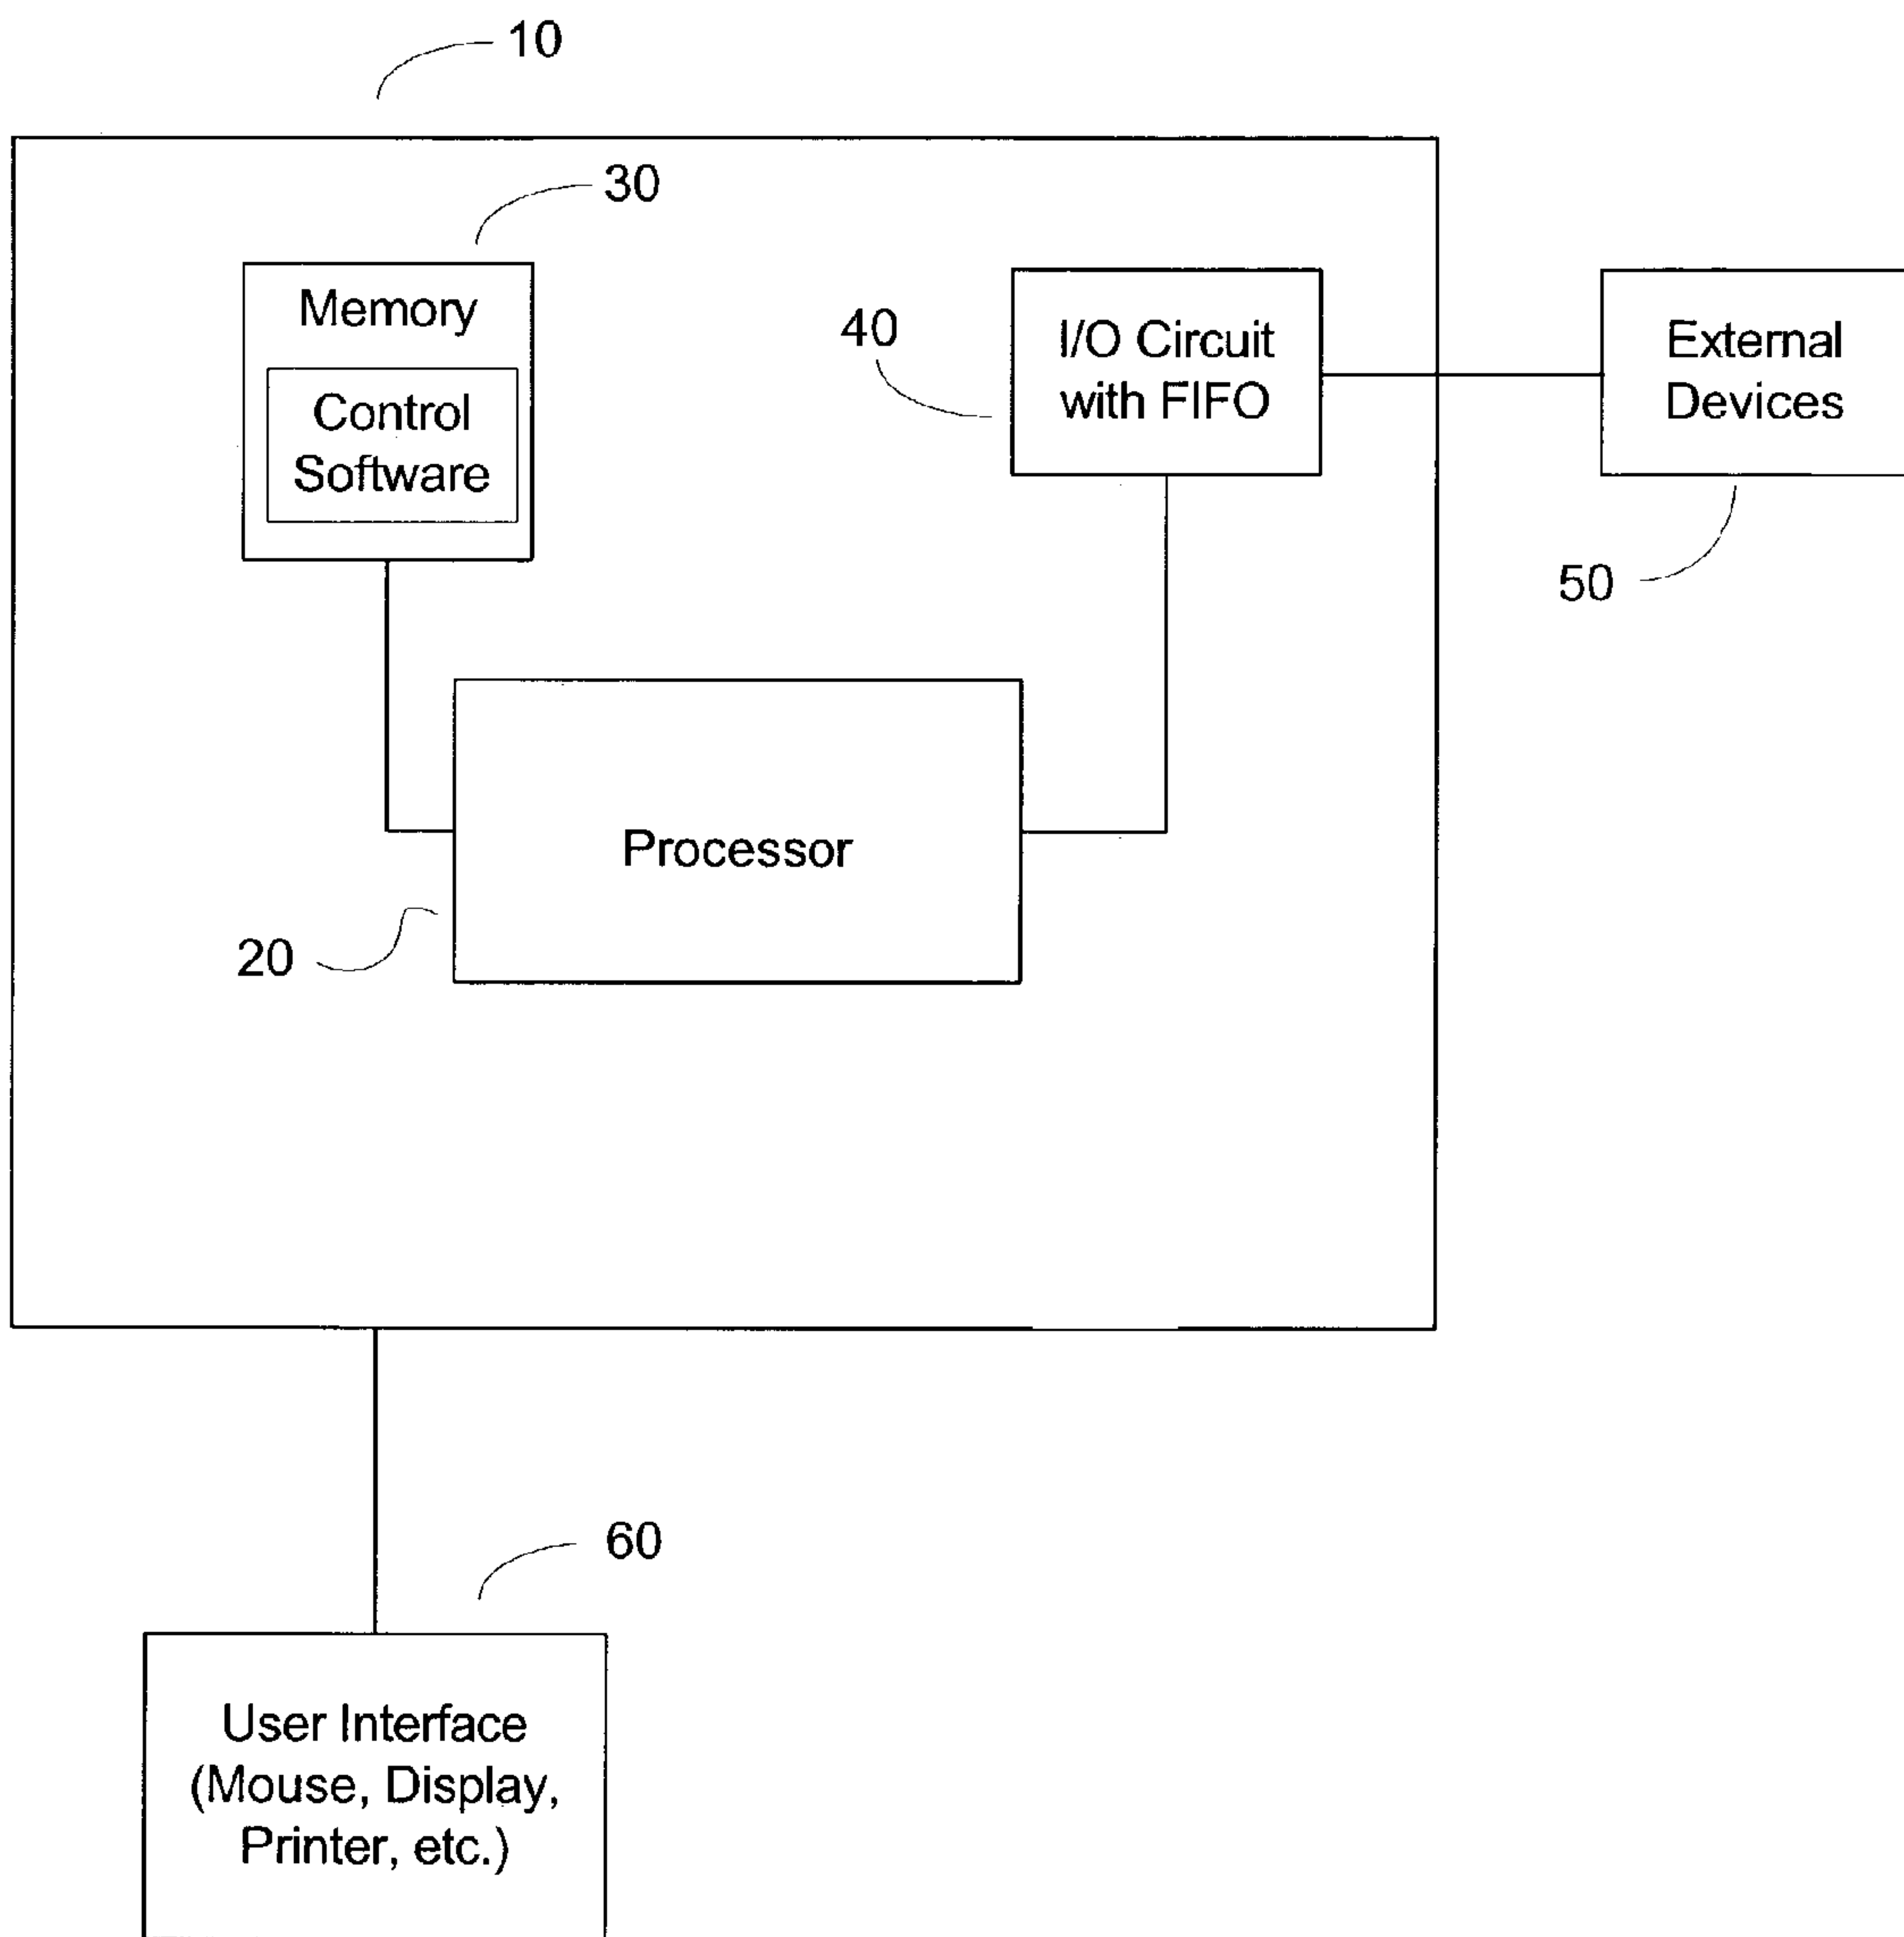 10
30
Memory
Control
Software
40
I/O Circuit
with FIFO
External
Devices
50
Processor
20
60
User Interface
(Mouse, Display,
Printer, etc.)